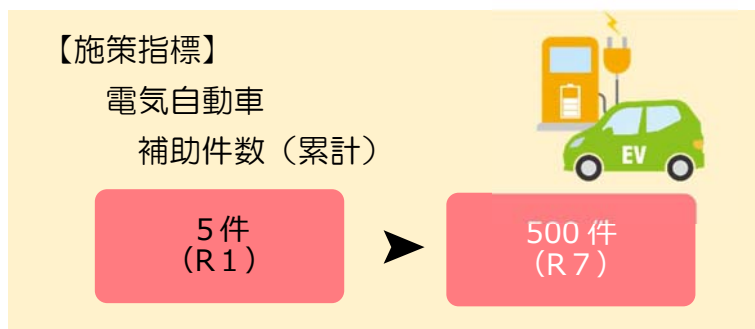 【施策指標】
電気自動車
補助件数（累計）
EV
５件
（R１）
500 件
（R７）